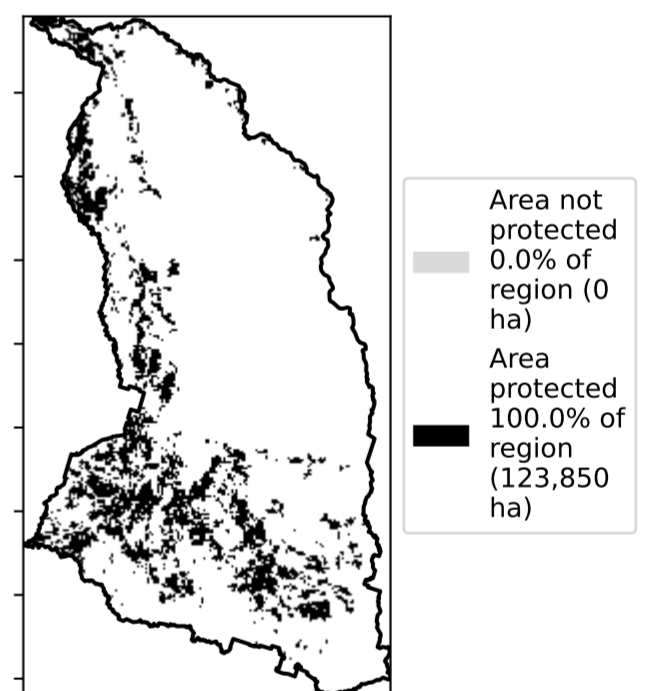 Area not
protected
0.0% of
region (0
ha)
Area
protected
100.0% of
region
(123,850
ha)